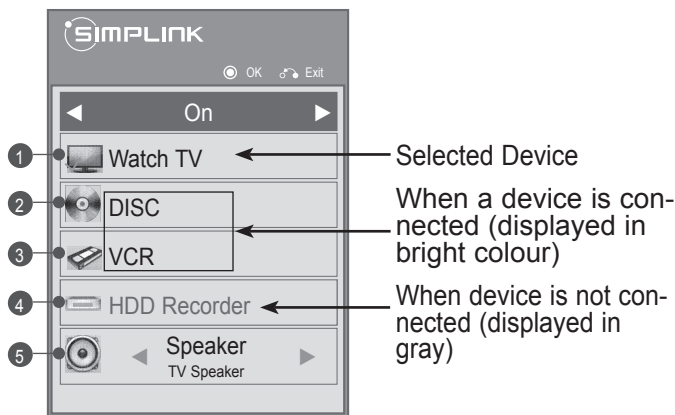 SIMPLINK
OK Exit
On
1 Watch TV
Selected Device
2 DISC
When a device is con-
nected (displayed in
bright colour)
3 VCR
4 HDD Recorder
When device is not con-
nected (displayed in
gray)
5 Speaker
TV Speaker